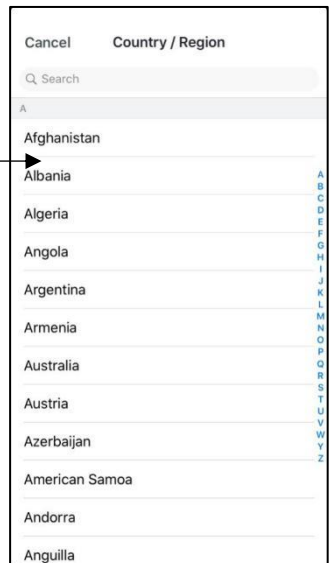 Cancel Country / Region
Search
A
Afghanistan
Albania
Algeria
Angola
Argentina
Armenia
Australia
Austria
Azerbaijan
American Samoa
Andorra
Anguilla
A
B
C
D
E
F
G
H
I
J
K
L
M
N
O
P
Q
R
S
T
U
V
W
Y
Z